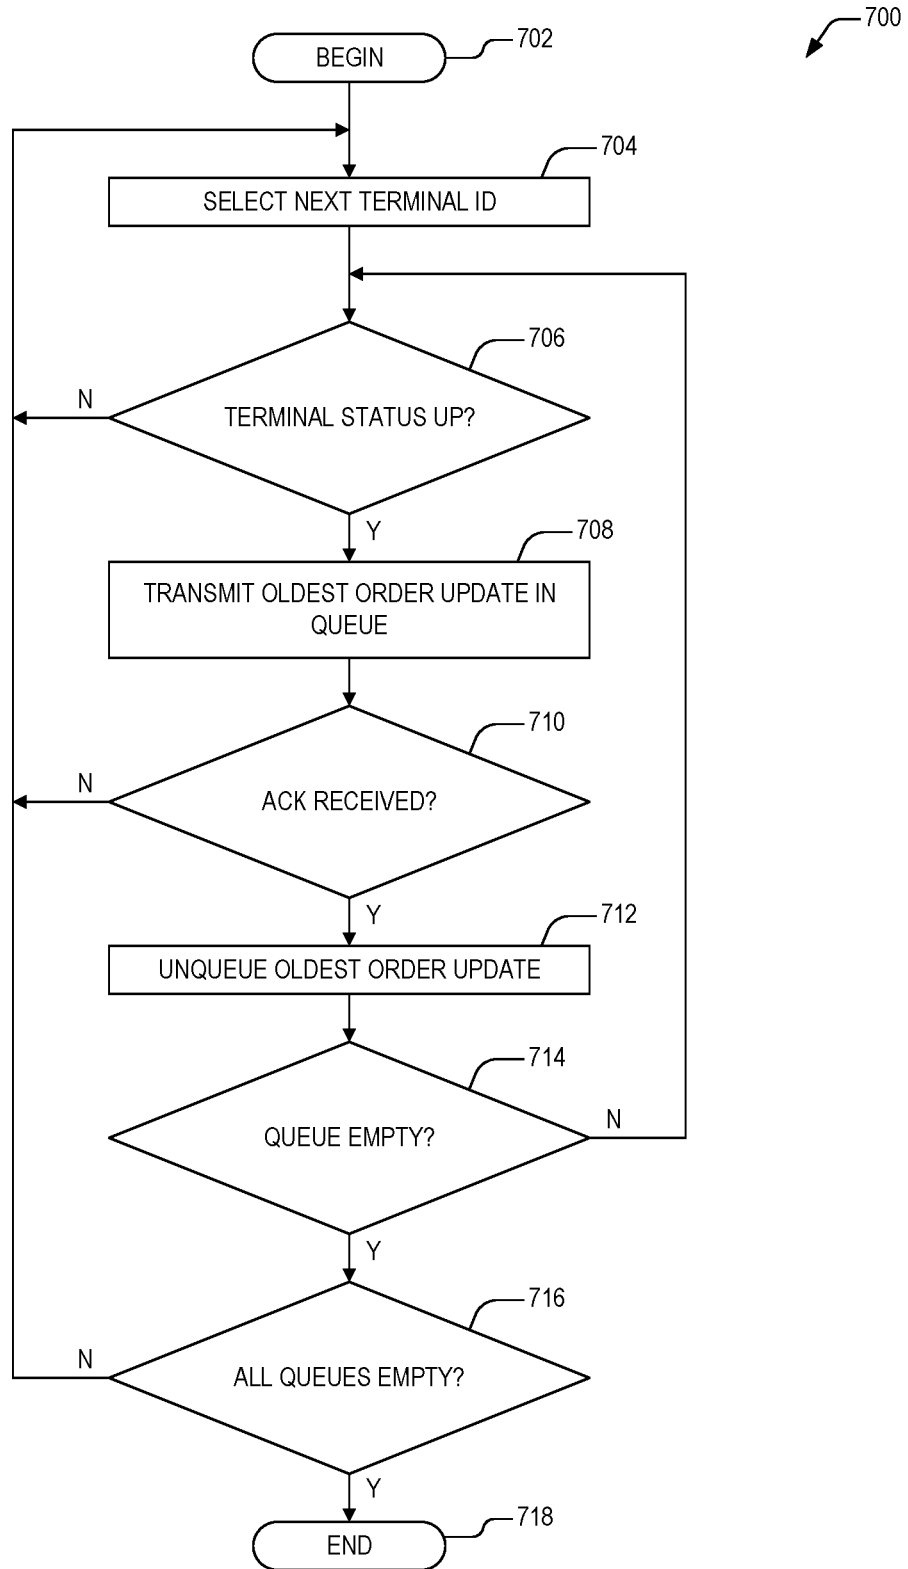 700
BEGIN
702
704
SELECT NEXT TERMINAL ID
706
TERMINAL STATUS UP?
N
Y
708
TRANSMIT OLDEST ORDER UPDATE IN
QUEUE
710
ACK RECEIVED?
N
Y
712
UNQUEUE OLDEST ORDER UPDATE
714
QUEUE EMPTY?
N
Y
716
ALL QUEUES EMPTY?
N
Y
END
718